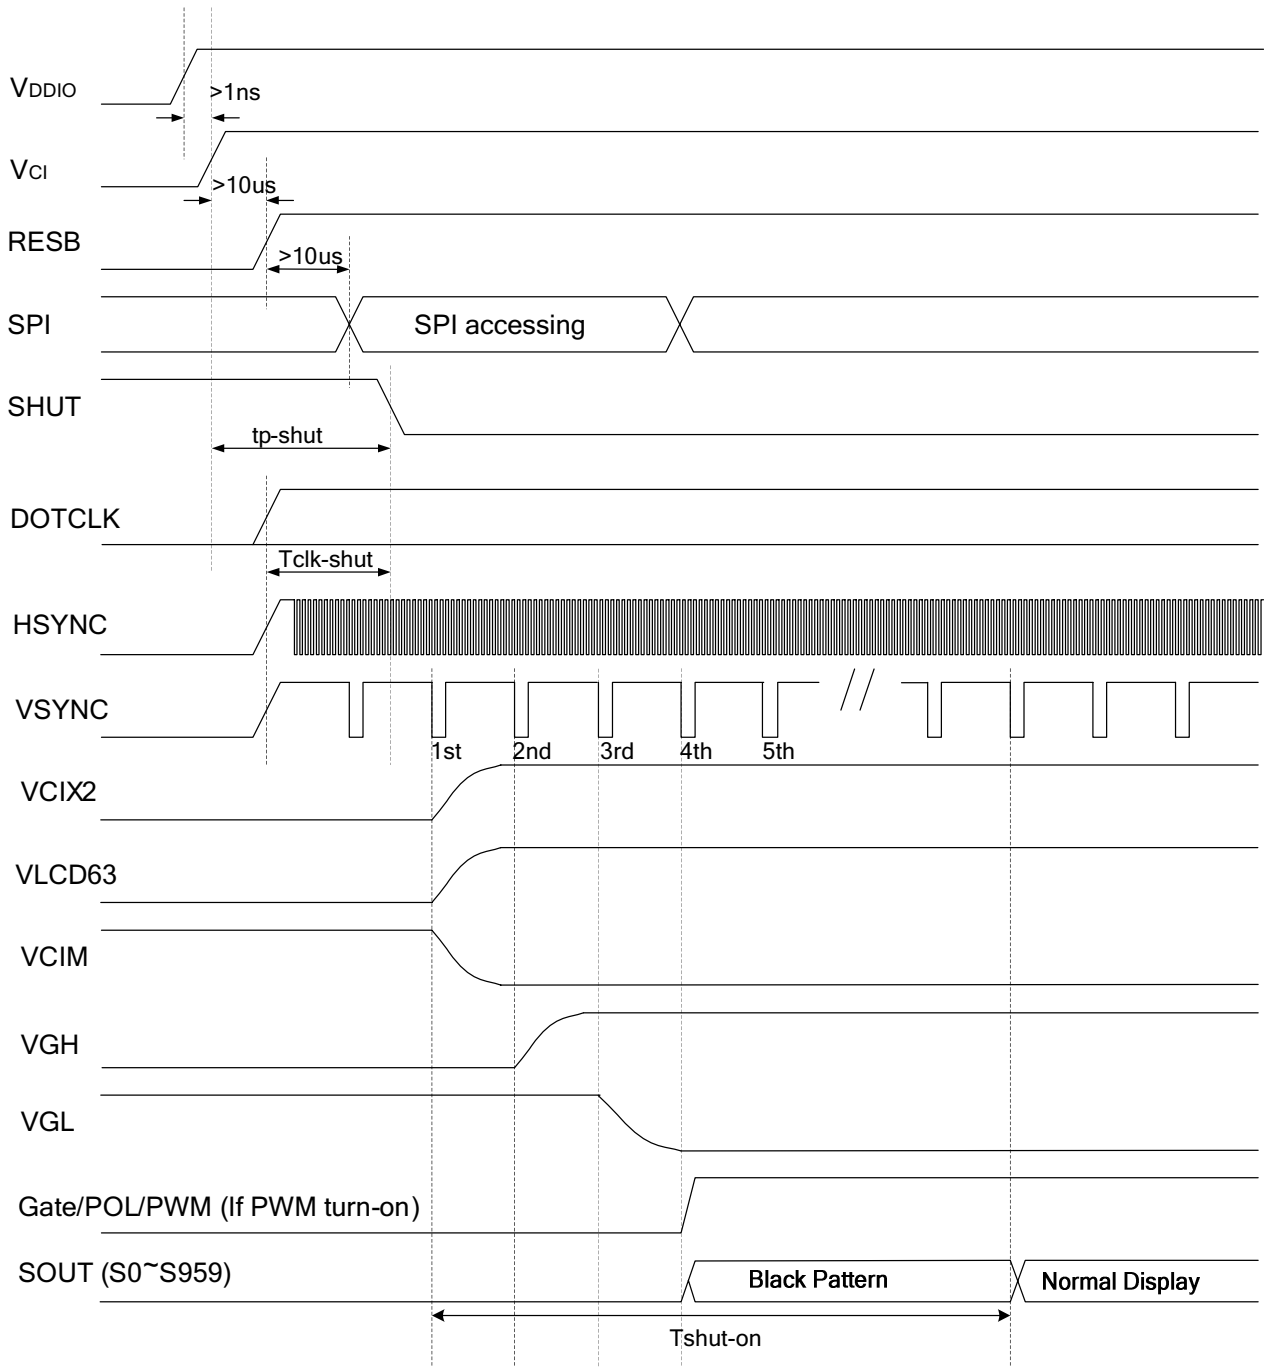 VDDIO
>1ns
VCI
>10us
RESB
>10us
SPI
SPI accessing
SHUT
tp-shut
DOTCLK
Tclk-shut
HSYNC
VSYNC
1st 2nd 3rd 4th 5th
VCIX2
VLCD63
VCIM
VGH
VGL
Gate/POL/PWM (If PWM turn-on)
SOUT (S0~S959)
Black Pattern
Normal Display
Tshut-on